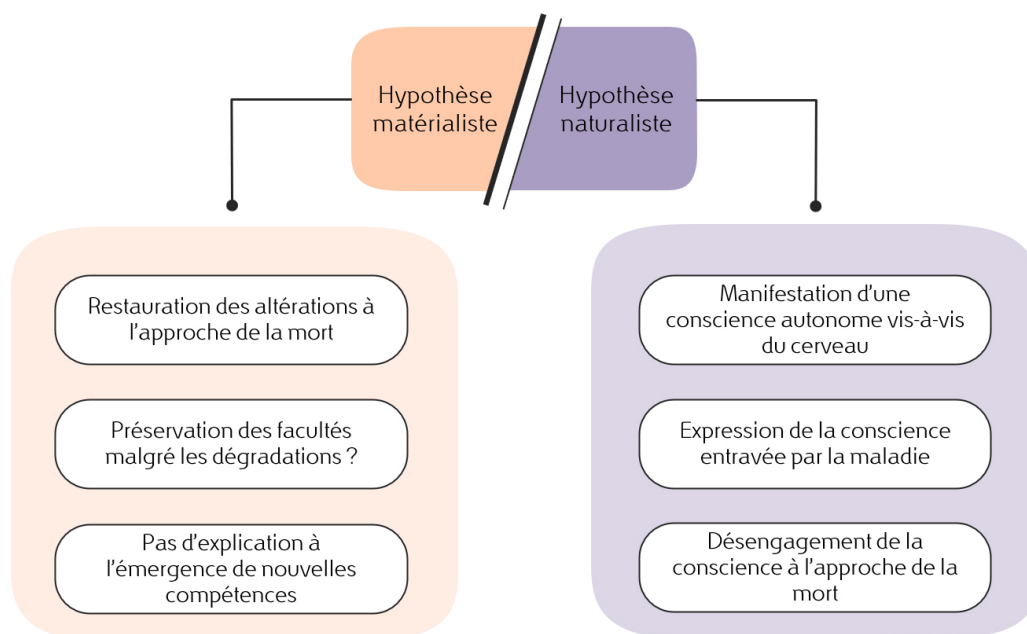 Hypothèse
matérialiste
Hypothèse
naturaliste
Restauration des altérations à
l'approche de la mort
Préservation des facultés
malgré les dégradations ?
Pas d'explication à
l'émergence de nouvelles
compétences
Manifestation d'une
conscience autonome vis-à-vis
du cerveau
Expression de la conscience
entravée par la maladie
Désengagement de la
conscience à l'approche de la
mort